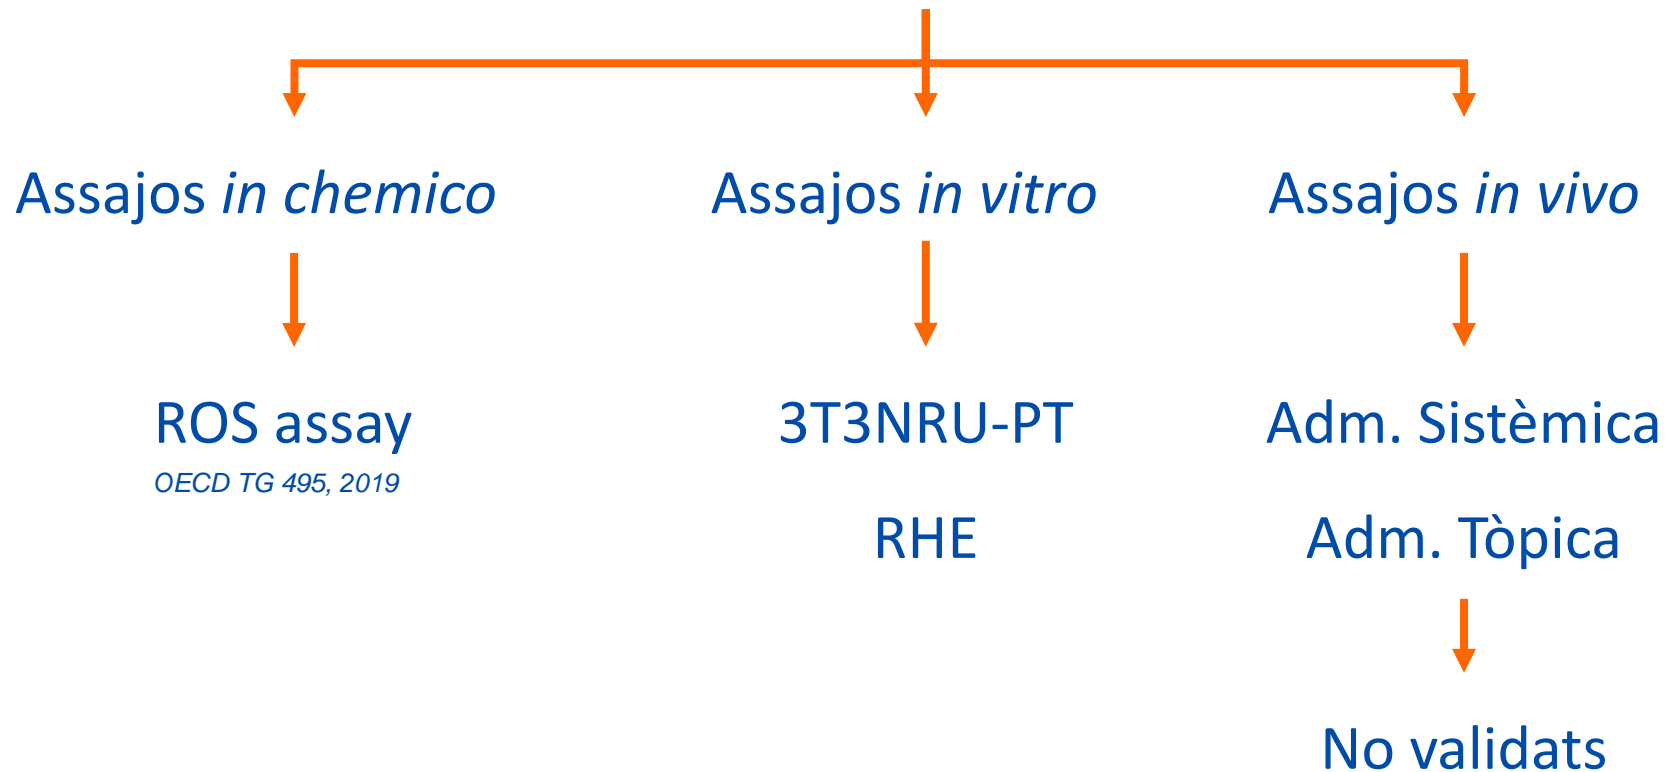 Assajos in chemico
Assajos in vitro
Assajos in vivo
ROS assay
OECD TG 495, 2019
3T3NRU-PT
RHE
Adm. Sistèmica
Adm. Tòpica
No validats